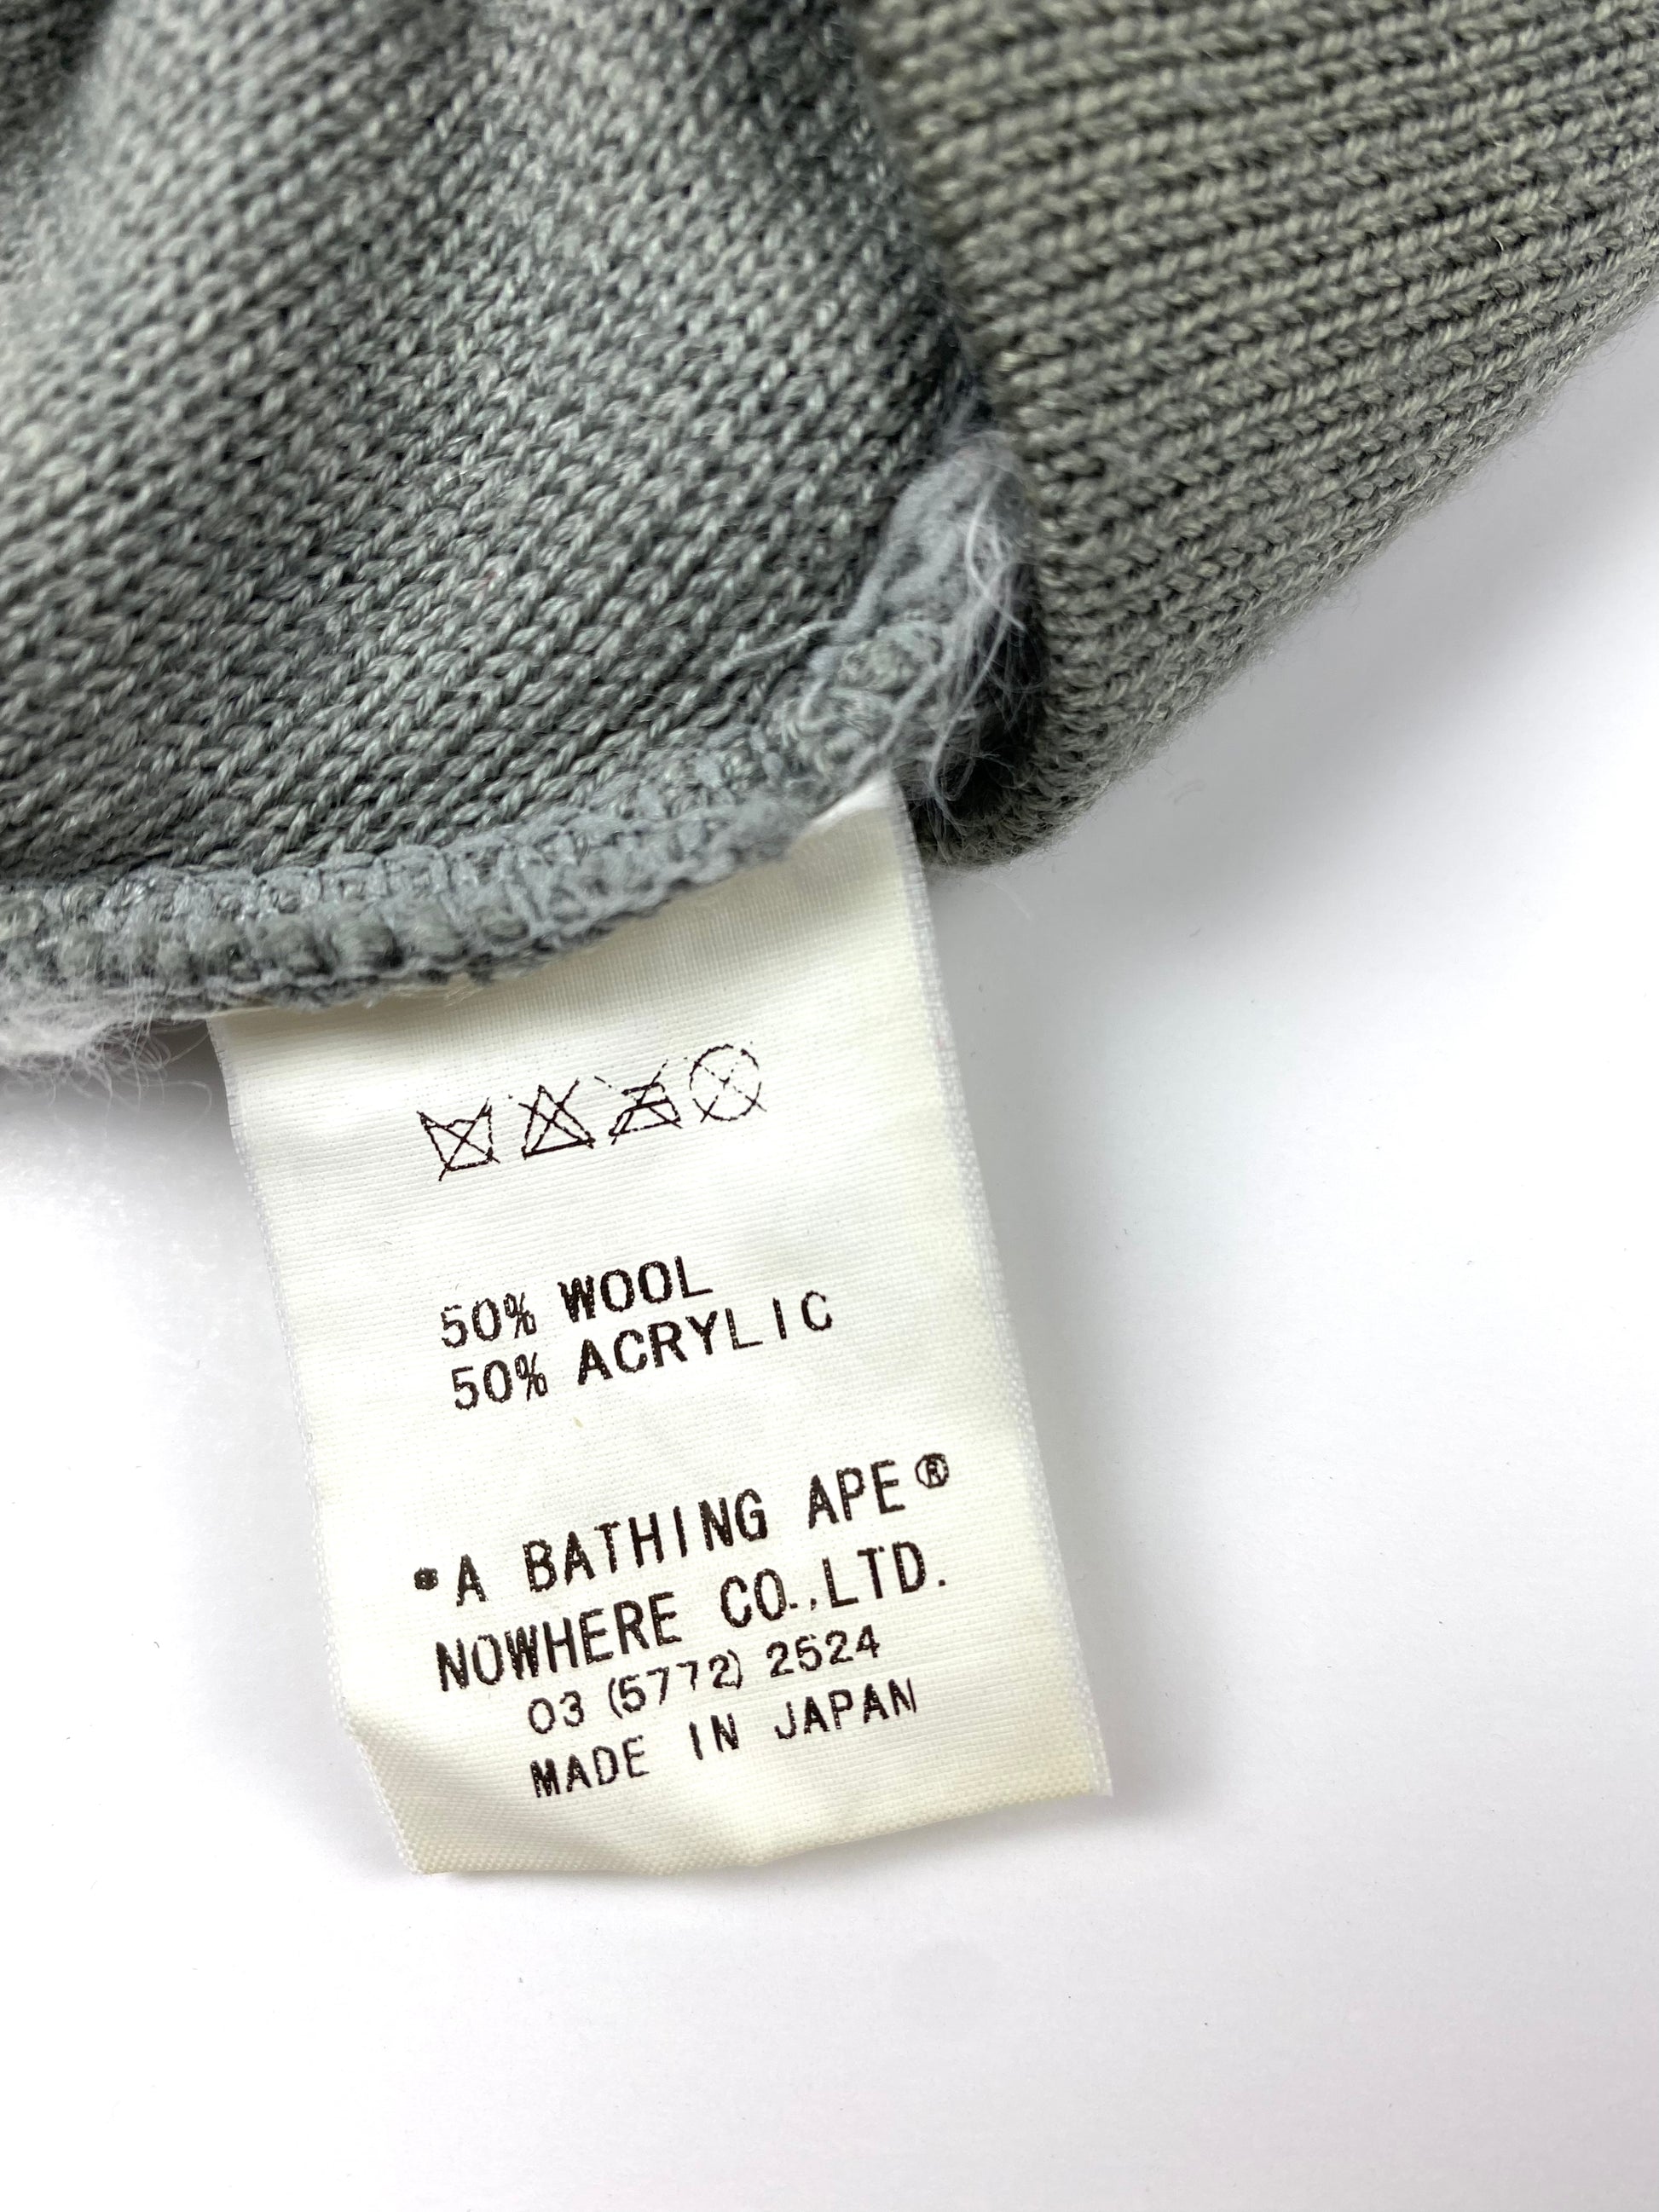 50% WOOL
50% ACRYLIC
*A BATHING APE®
NOWHERE CO.,LTD.
03 (5772) 2524
MADE IN JAPAN